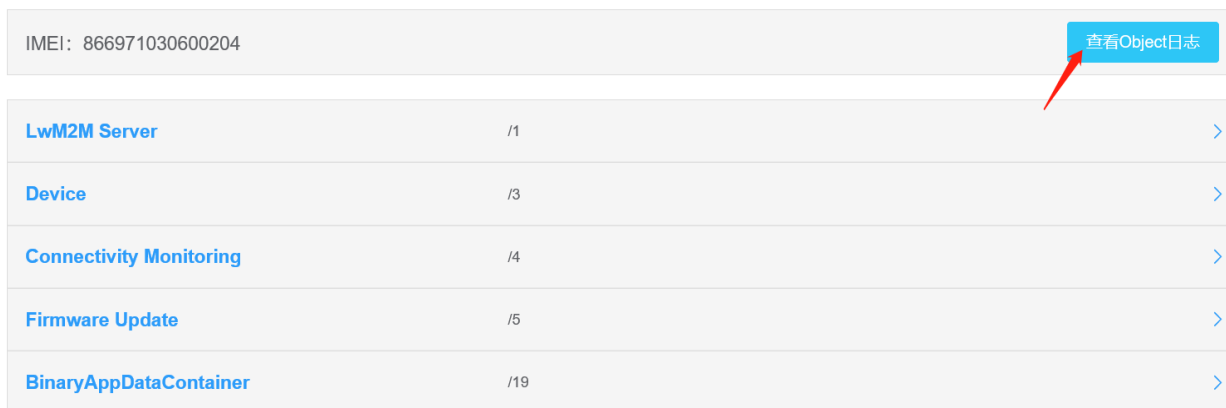 IMEI：866971030600204 查看Object日志
LwM2M Server /1
Device /3
Connectivity Monitoring /4
Firmware Update /5
BinaryAppDataContainer /19